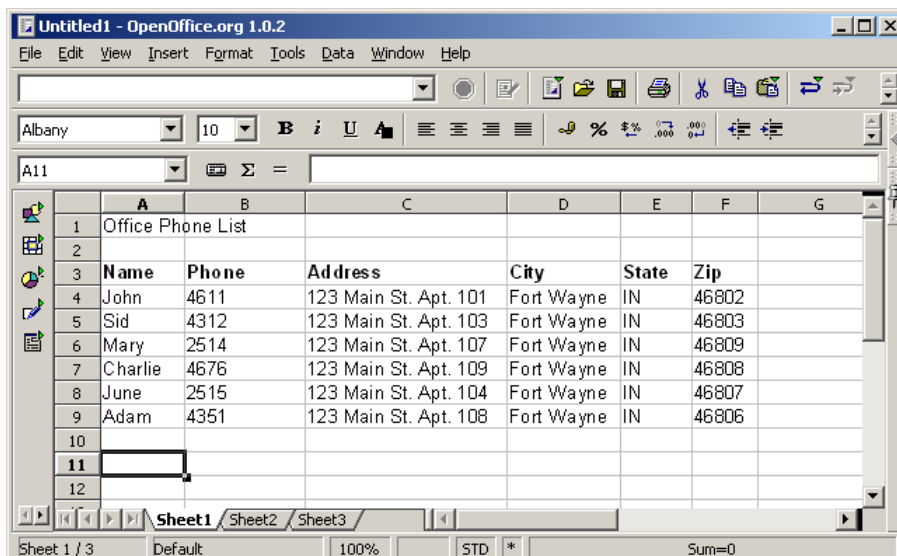 Untitled1 - OpenOffice.org 1.0.2
File Edit View Insert Format Tools Data Window Help
Albany 10 B i U A % $% .000 .000
A11 Σ =
A B C D E F G
1 Office Phone List
2
3 Name Phone Address City State Zip
4 John 4611 123 Main St. Apt. 101 Fort Wayne IN 46802
5 Sid 4312 123 Main St. Apt. 103 Fort Wayne IN 46803
6 Mary 2514 123 Main St. Apt. 107 Fort Wayne IN 46809
7 Charlie 4676 123 Main St. Apt. 109 Fort Wayne IN 46808
8 June 2515 123 Main St. Apt. 104 Fort Wayne IN 46807
9 Adam 4351 123 Main St. Apt. 108 Fort Wayne IN 46806
10
11
12
Sheet1 Sheet2 Sheet3
Sheet 1 / 3 Default 100% STD * Sum=0